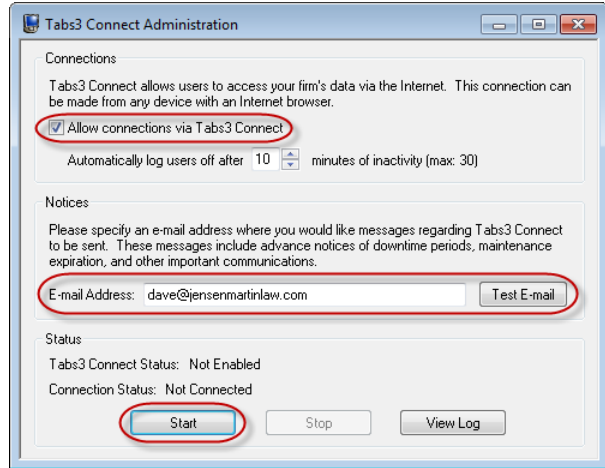 Tabs3 Connect Administration
Connections
Tabs3 Connect allows users to access your firm's data via the Internet. This connection can
be made from any device with an Internet browser.
Allow connections via Tabs3 Connect
Automatically log users off after 10 minutes of inactivity (max: 30)
Notices
Please specify an e-mail address where you would like messages regarding Tabs3 Connect
to be sent. These messages include advance notices of downtime periods, maintenance
expiration, and other important communications.
E-mail Address: dave@jensenmartinlaw.com Test E-mail
Status
Tabs3 Connect Status: Not Enabled
Connection Status: Not Connected
Start Stop View Log